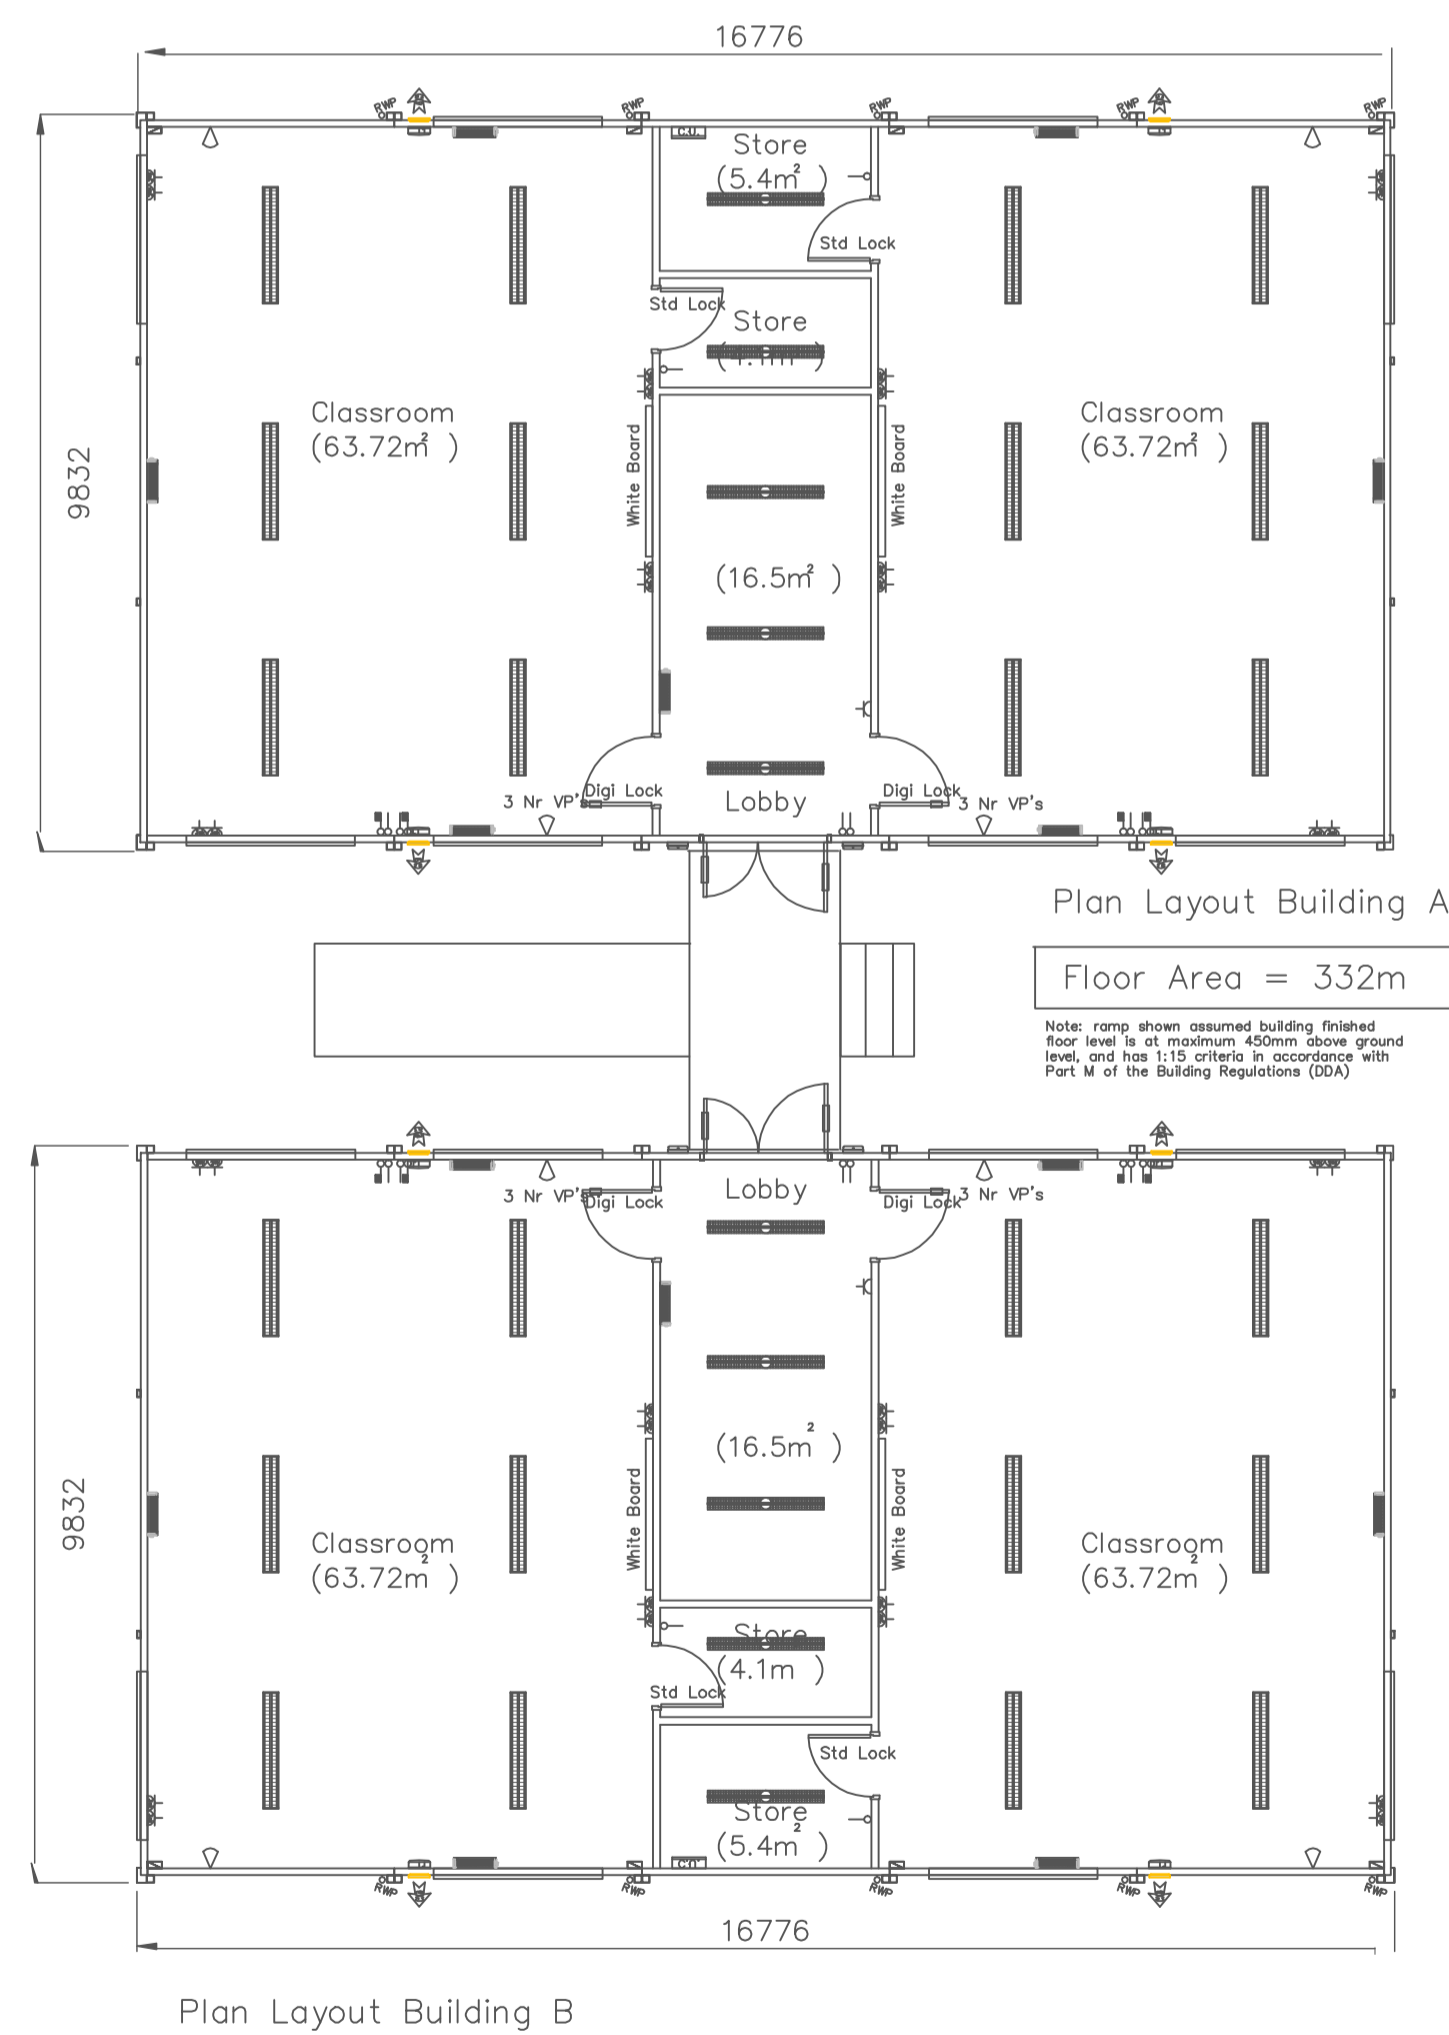 16776
RWP
RWP
RWP
RWP
RWP
C.U.
Store
(5.4m² )
Std Lock
Std Lock
Store
Classroom
(63.72m² )
Classroom
(63.72m² )
9832
White Board
White Board
(16.5m² )
3 Nr VP's
Digi Lock
Lobby
Digi Lock
3 Nr VP's
Plan Layout Building A
Floor Area = 332m
Note: ramp shown assumed building finished
floor level is at maximum 450mm above ground
level, and has 1:15 criteria in accordance with
Part M of the Building Regulations (DDA)
3 Nr VP's
Digi Lock
Lobby
Digi Lock
3 Nr VP's
(16.5m² )
White Board
White Board
9832
Classroom
(63.72m² )
Classroom
(63.72m² )
Store
(4.1m )
Std Lock
Std Lock
Store
(5.4m² )
C.U.
RWP
RWP
RWP
RWP
RWP
16776
Plan Layout Building B